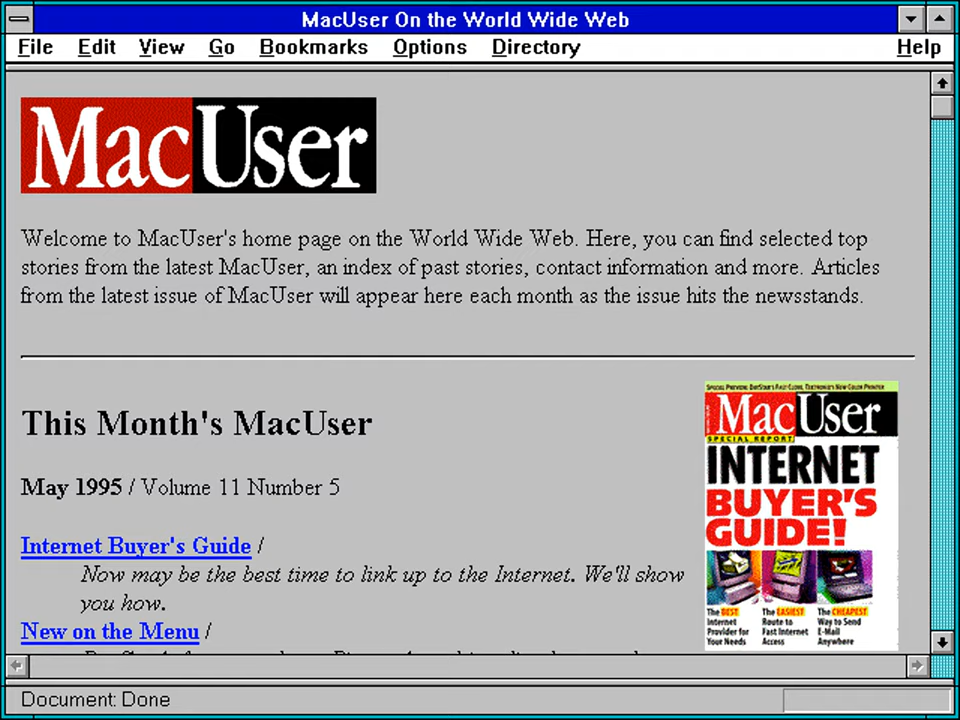 MacUser On the World Wide Web
File Edit View Go Bookmarks Options Directory Help
MacUser
Welcome to MacUser's home page on the World Wide Web. Here, you can find selected top
stories from the latest MacUser, an index of past stories, contact information and more. Articles
from the latest issue of MacUser will appear here each month as the issue hits the newsstands.
This Month's MacUser
May 1995 / Volume 11 Number 5
Internet Buyer's Guide /
Now may be the best time to link up to the Internet. We'll show
you how.
New on the Menu /
MacUser
SPECIAL REPORT
INTERNET
BUYER'S
GUIDE!
The BEST
Internet
Provider for
Your Needs
The EASIEST
Route to
Fast Internet
Access
The CHEAPEST
Way to Send
E-Mail
Anywhere
Document: Done